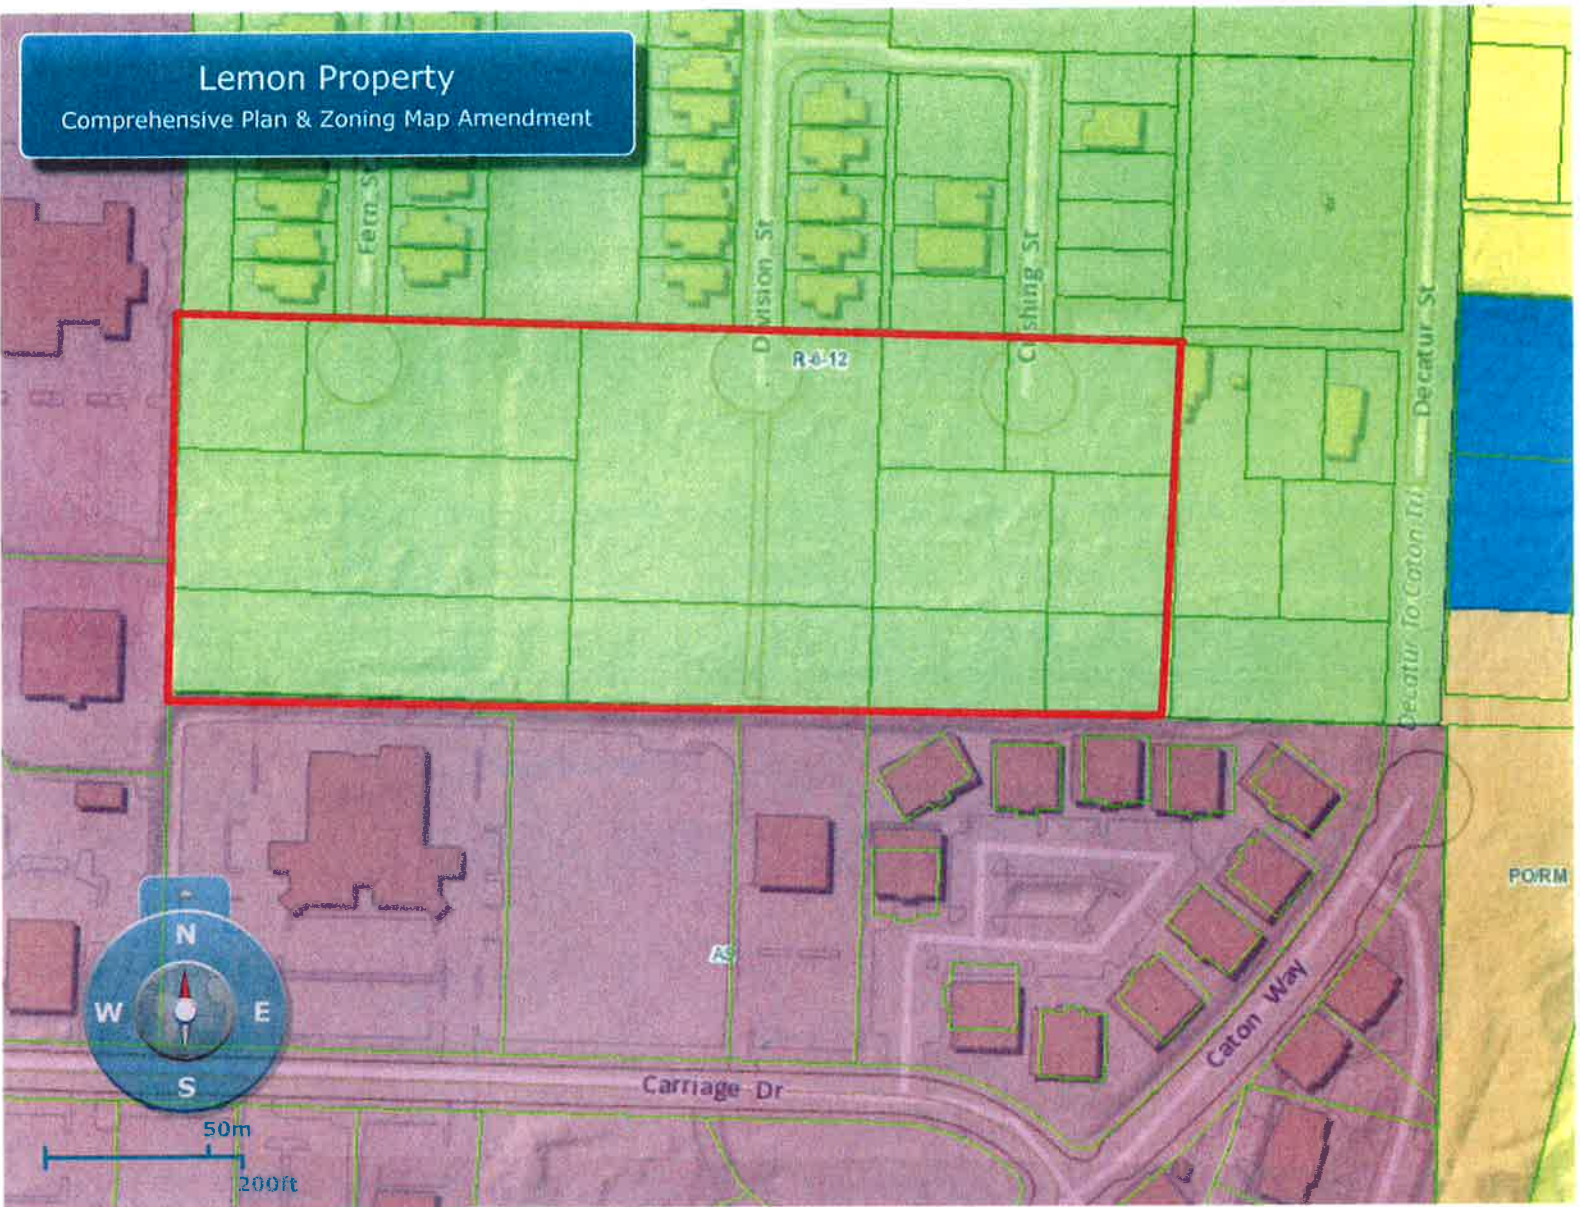 Lemon Property
Comprehensive Plan & Zoning Map Amendment
Fern St
Division St
Cushing St
Decatur St
R-6-12
Decatur To Caton Trl
PO/RM
AS
N
W E
S
Caton Way
Carriage Dr
50m
200ft